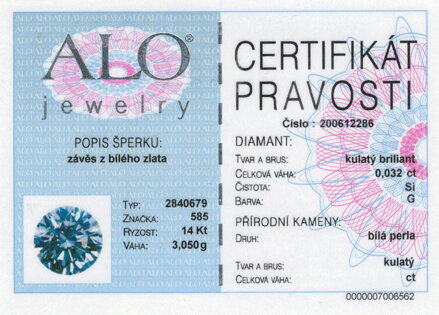 ALO®
jewelry
POPIS ŠPERKU:
závěs z bílého zlata
TYP: 2840679
ZNAČKA: 585
RYZOST: 14 Kt
VÁHA: 3,050 g
CERTIFIKÁT
PRAVOSTI
Číslo : 200612286
DIAMANT:
TVAR A BRUS: kulatý briliant
CELKOVÁ VÁHA: 0,032 ct
ČISTOTA: Si
BARVA: G
PŘÍRODNÍ KAMENY:
DRUH: bílá perla
TVAR A BRUS: kulatý
CELKOVÁ VÁHA: ct
0000007006562